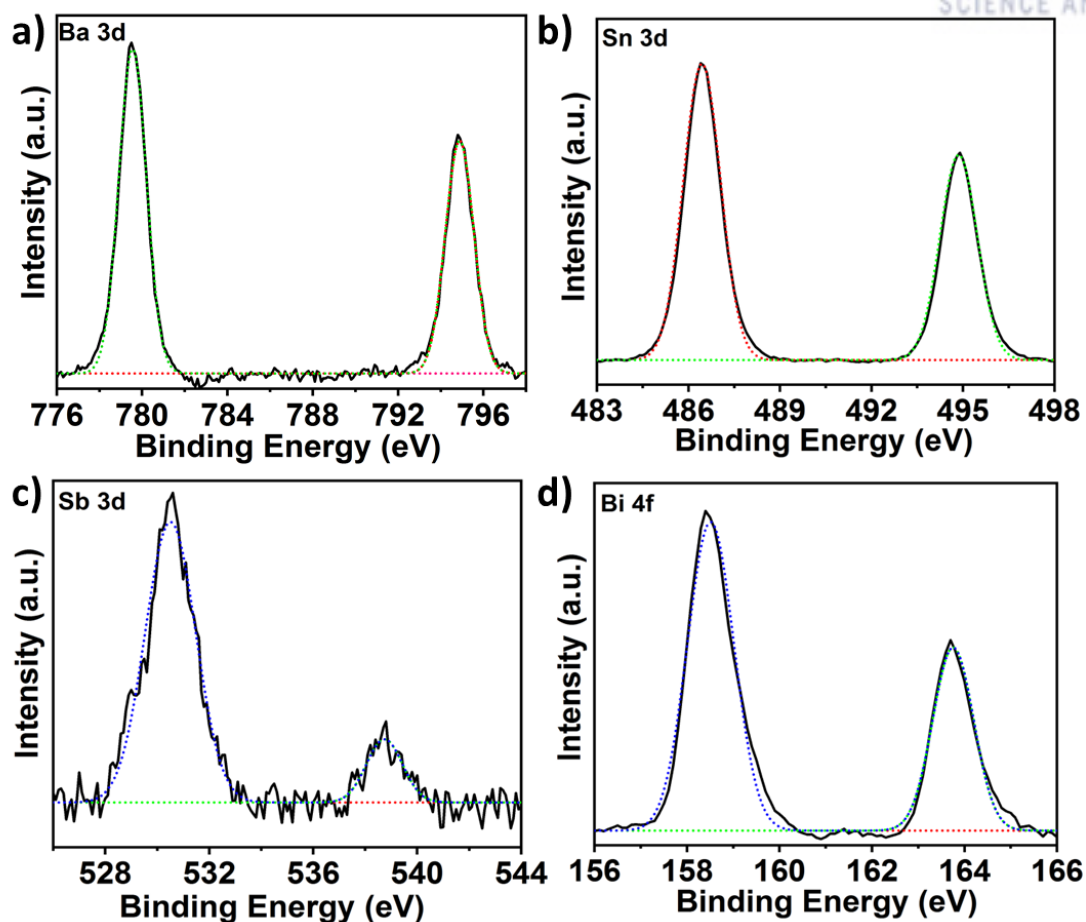 SCIENCE AN
a) Ba 3d
Intensity (a.u.)
776 780 784 788 792 796
Binding Energy (eV)
b) Sn 3d
Intensity (a.u.)
483 486 489 492 495 498
Binding Energy (eV)
c) Sb 3d
Intensity (a.u.)
528 532 536 540 544
Binding Energy (eV)
d) Bi 4f
Intensity (a.u.)
156 158 160 162 164 166
Binding Energy (eV)